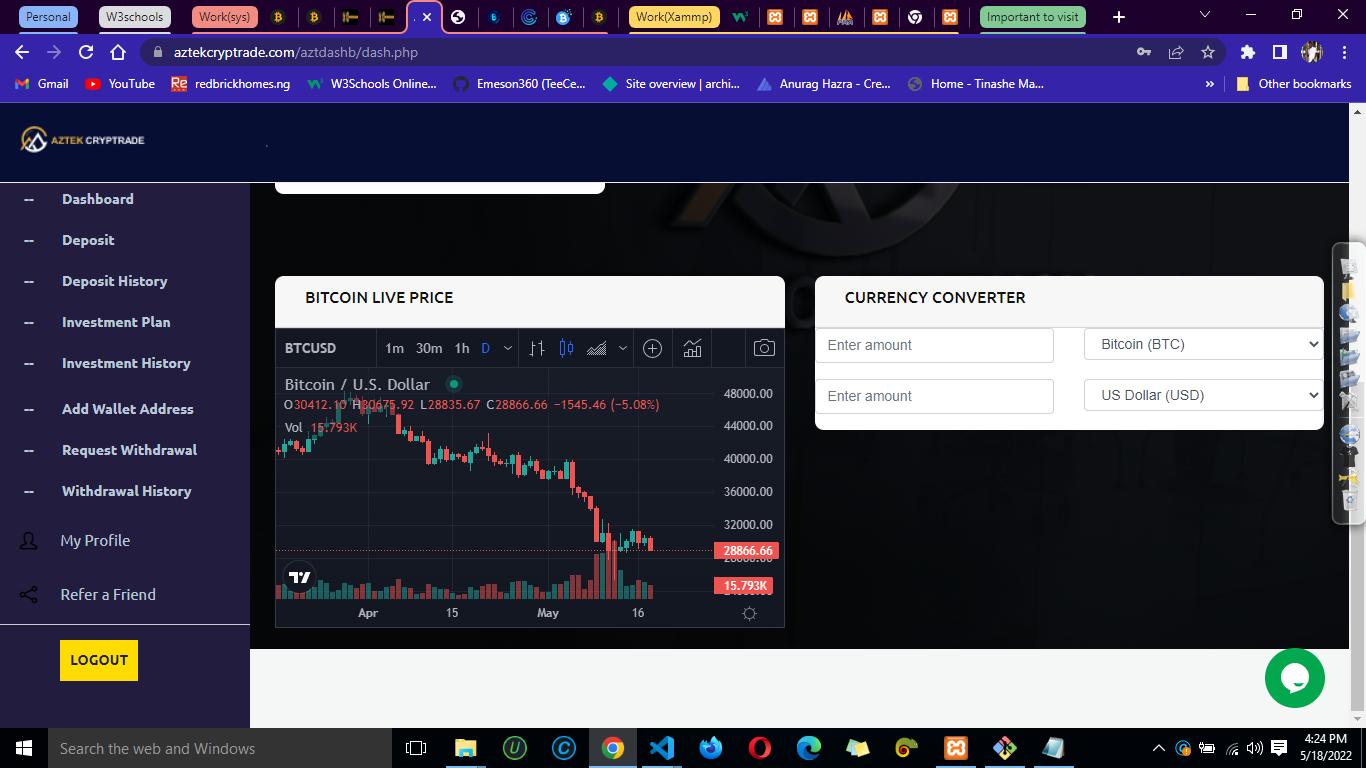 Personal W3schools Work(sys) Work(Xammp) Important to visit
aztekcryptrade.com/aztdashb/dash.php
Gmail YouTube redbrickhomes.ng W3Schools Online... Emeson360 (TeeCe... Site overview | archi... Anurag Hazra - Cre... Home - Tinashe Ma... » Other bookmarks
AZTEK CRYPTRADE
-- Dashboard
-- Deposit
-- Deposit History
-- Investment Plan
-- Investment History
-- Add Wallet Address
-- Request Withdrawal
-- Withdrawal History
My Profile
Refer a Friend
LOGOUT
BITCOIN LIVE PRICE
BTCUSD 1m 30m 1h D
Bitcoin / U.S. Dollar
O30412.10 H30675.92 L28835.67 C28866.66 −1545.46 (−5.08%)
Vol 15.793K
48000.00
44000.00
40000.00
36000.00
32000.00
28866.66
15.793K
Apr 15 May 16
CURRENCY CONVERTER
Enter amount Bitcoin (BTC)
Enter amount US Dollar (USD)
Search the web and Windows
4:24 PM
5/18/2022